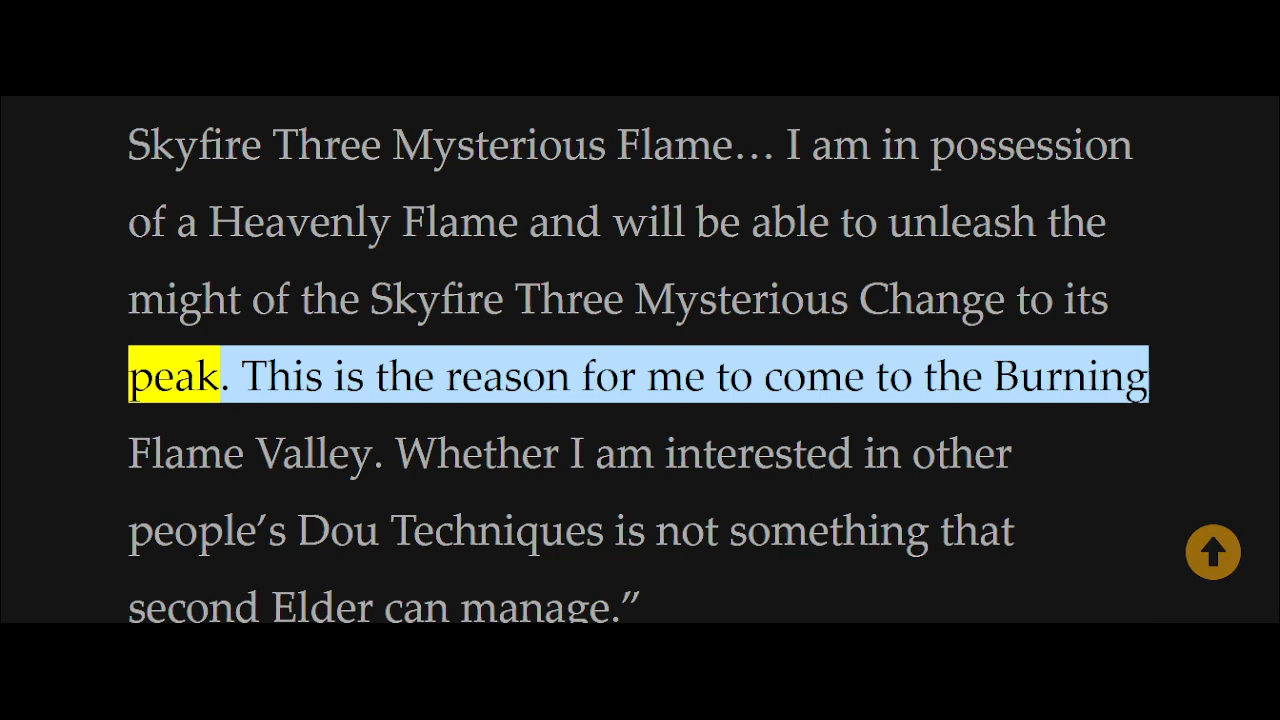 Skyfire Three Mysterious Flame… I am in possession
of a Heavenly Flame and will be able to unleash the
might of the Skyfire Three Mysterious Change to its
peak. This is the reason for me to come to the Burning
Flame Valley. Whether I am interested in other
people’s Dou Techniques is not something that
second Elder can manage.”